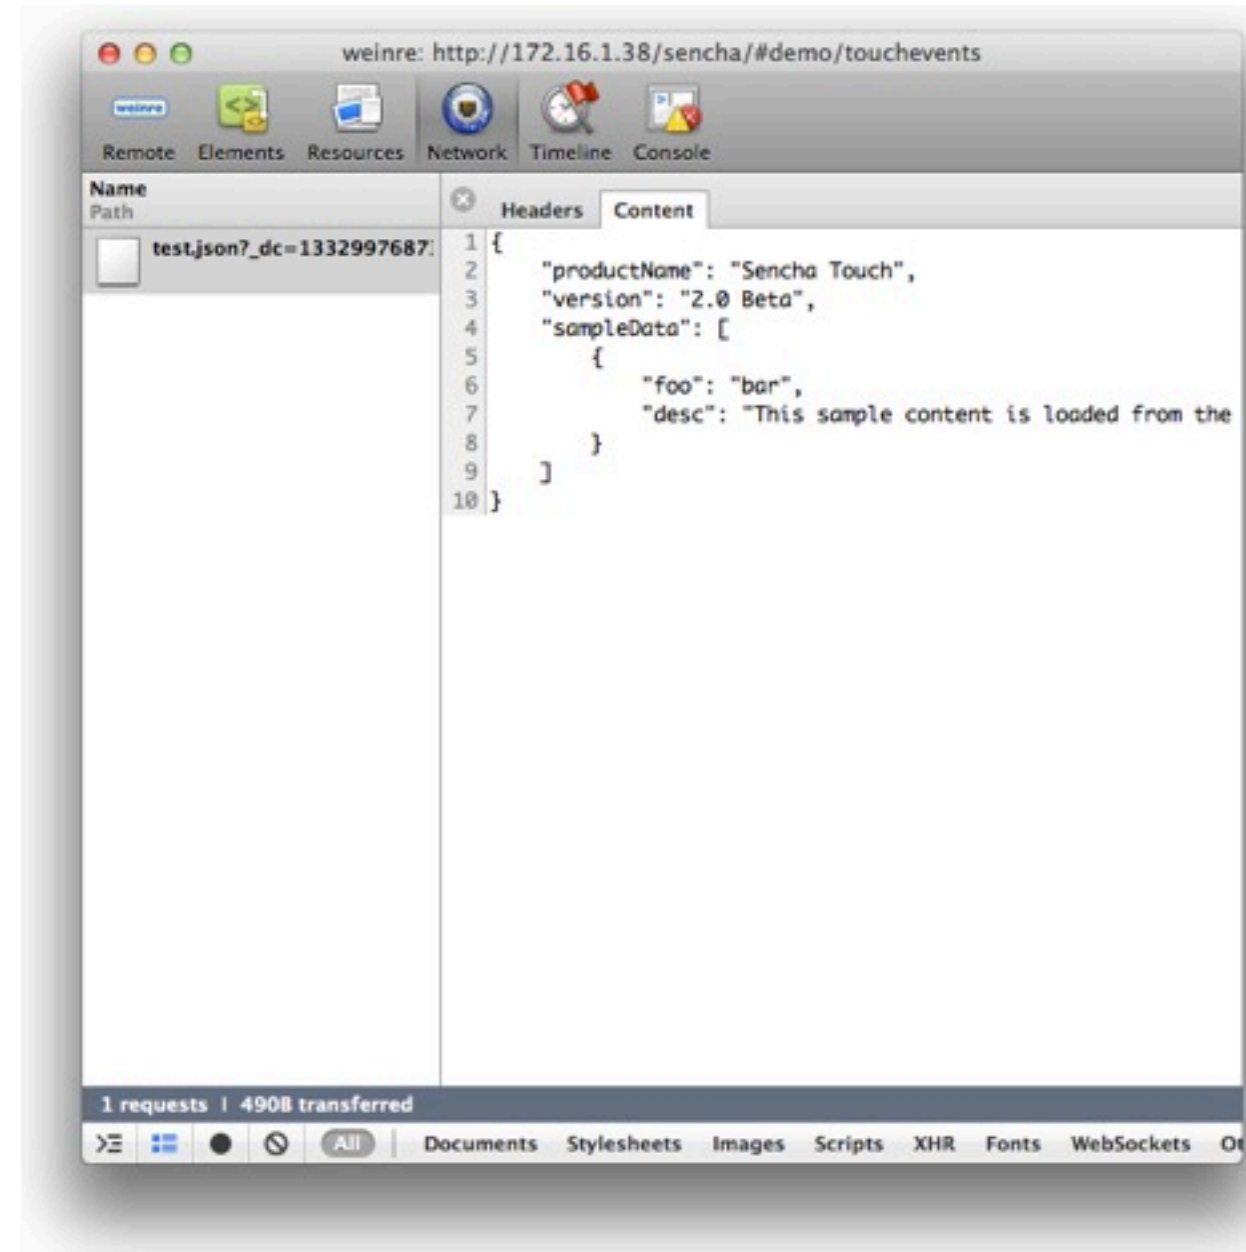 weinre: http://172.16.1.38/sencha/#demo/touchevents
weinre
Remote Elements Resources Network Timeline Console
Name
Path
Headers Content
test.json?_dc=133299768
1 {
2 "productName": "Sencha Touch",
3 "version": "2.0 Beta",
4 "sampleData": [
5 {
6 "foo": "bar",
7 "desc": "This sample content is loaded from the
8 }
9 ]
10 }
1 requests | 490B transferred
All Documents Stylesheets Images Scripts XHR Fonts WebSockets